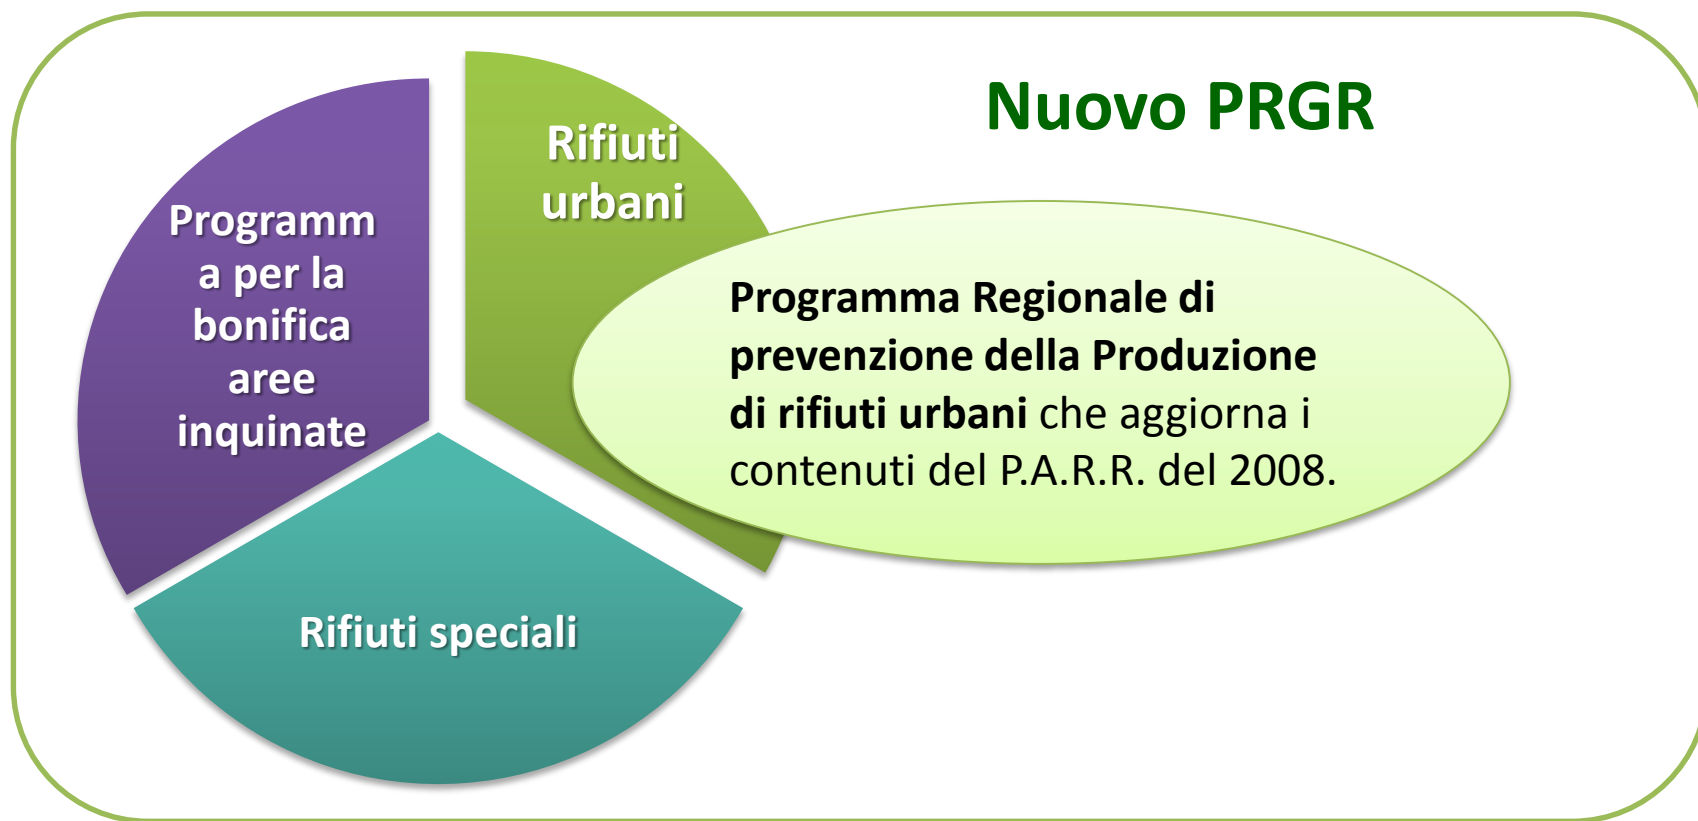 Nuovo PRGR
Rifiuti
urbani
Programm
a per la
bonifica
aree
inquinate
Programma Regionale di
prevenzione della Produzione
di rifiuti urbani che aggiorna i
contenuti del P.A.R.R. del 2008.
Rifiuti speciali